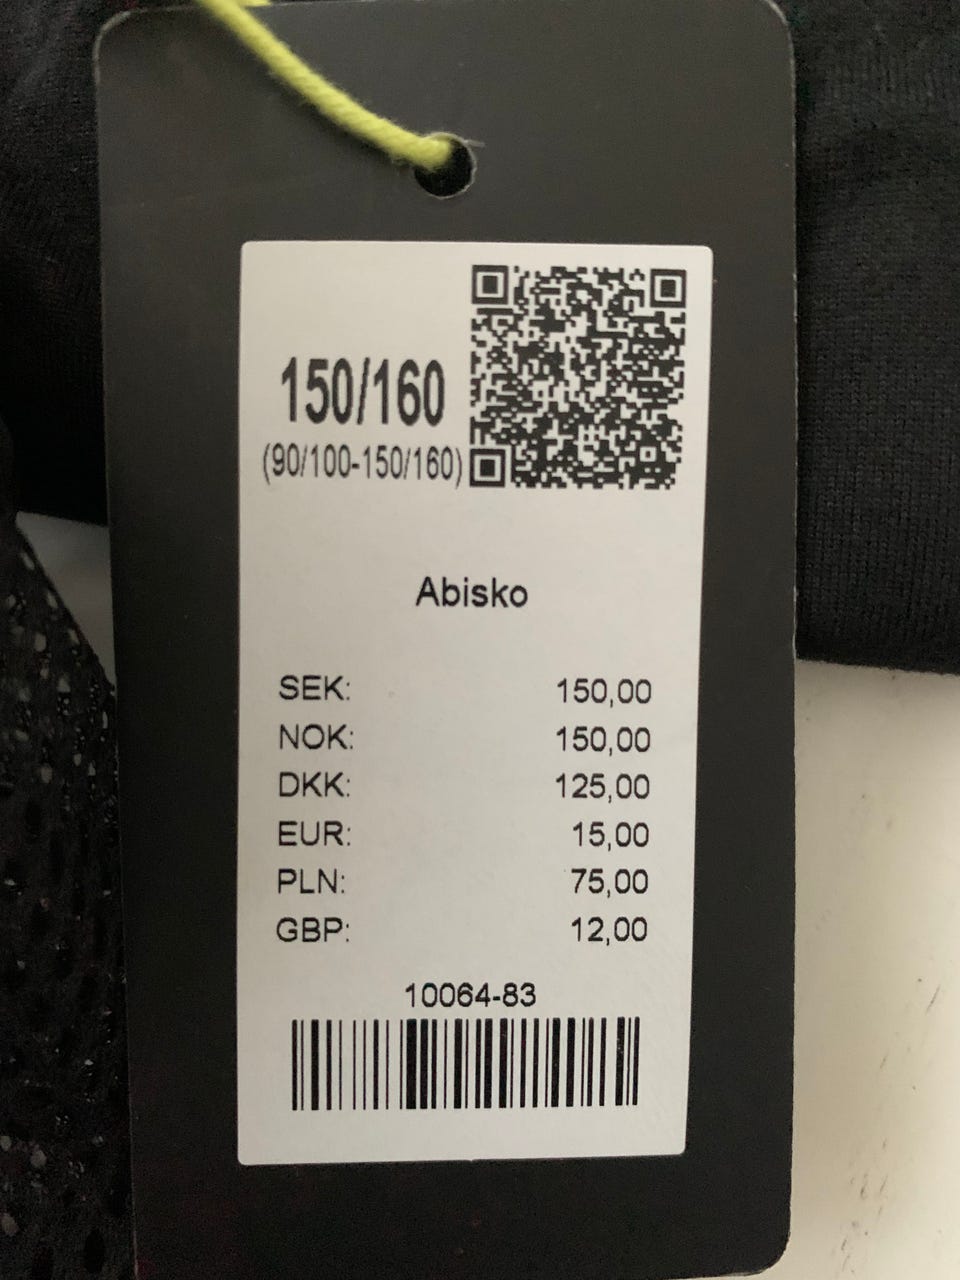 150/160
(90/100-150/160)
Abisko
SEK: 150,00
NOK: 150,00
DKK: 125,00
EUR: 15,00
PLN: 75,00
GBP: 12,00
10064-83